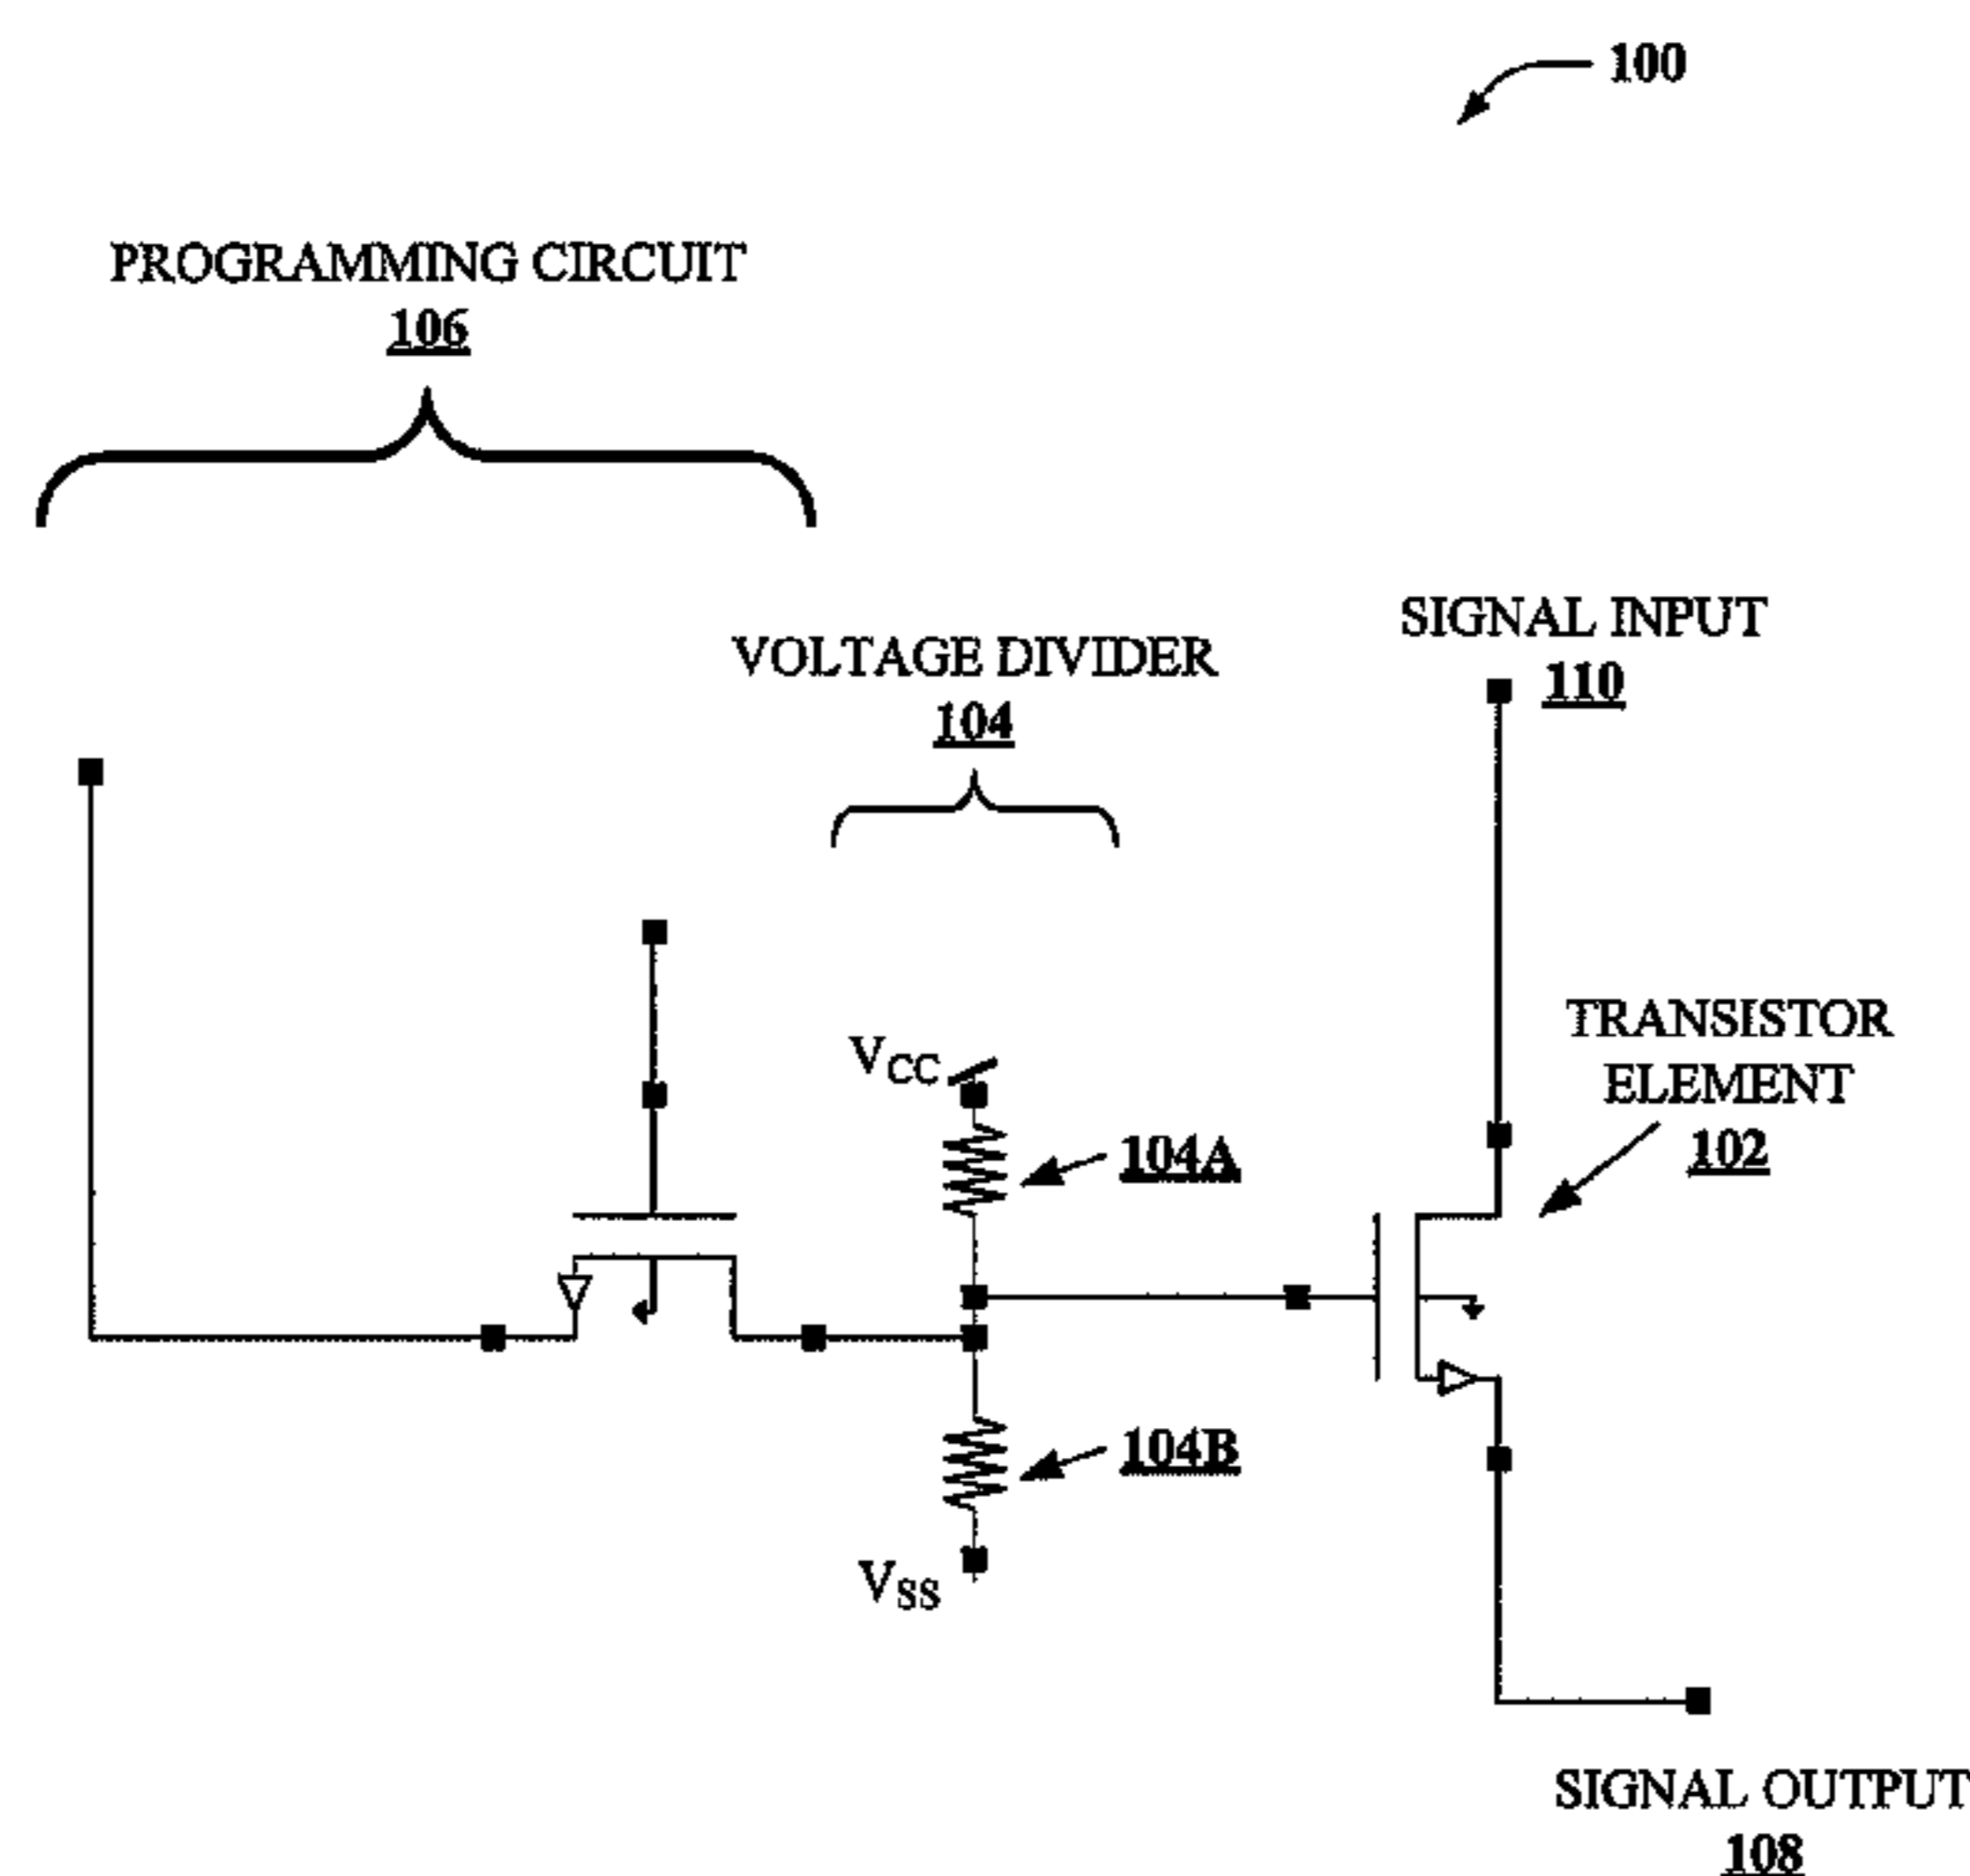 100
PROGRAMMING CIRCUIT
106
SIGNAL INPUT
110
VOLTAGE DIVIDER
104
TRANSISTOR
ELEMENT
102
VCC
104A
104B
VSS
SIGNAL OUTPUT
108